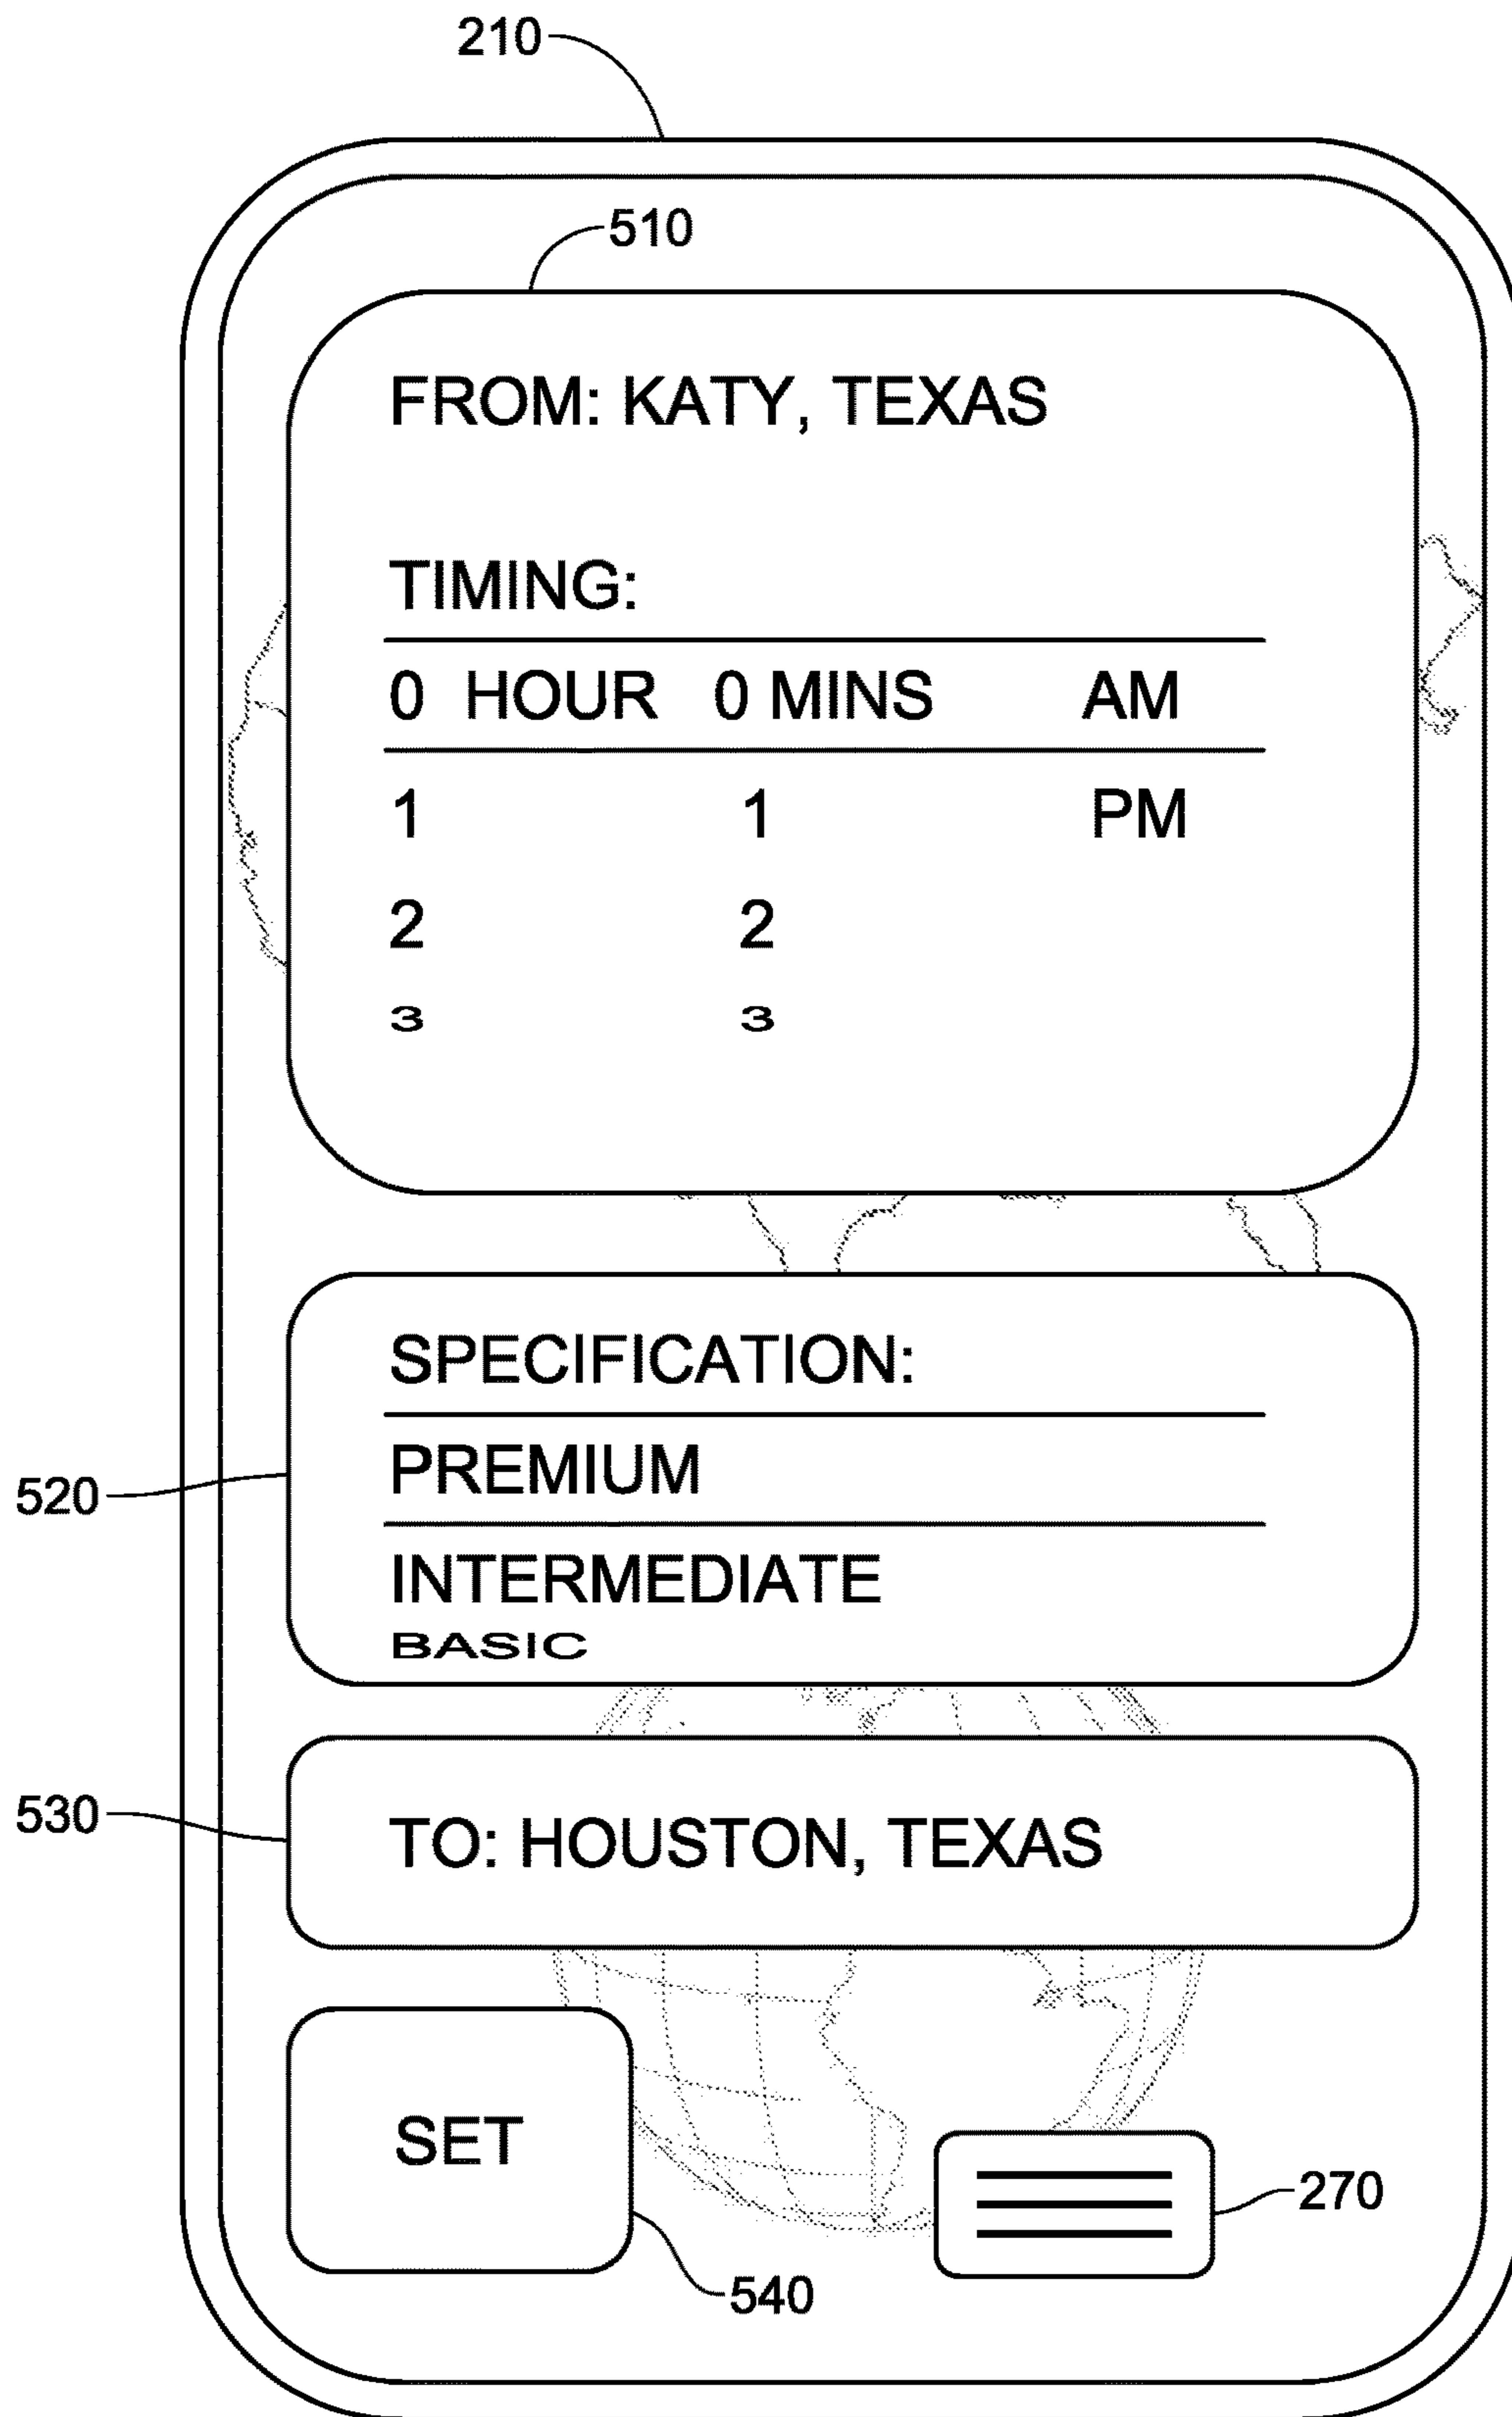 210
510
FROM: KATY, TEXAS
TIMING:
0 HOUR 0 MINS AM
1 1 PM
2 2
3 3
SPECIFICATION:
520
PREMIUM
INTERMEDIATE
BASIC
530
TO: HOUSTON, TEXAS
SET
270
540